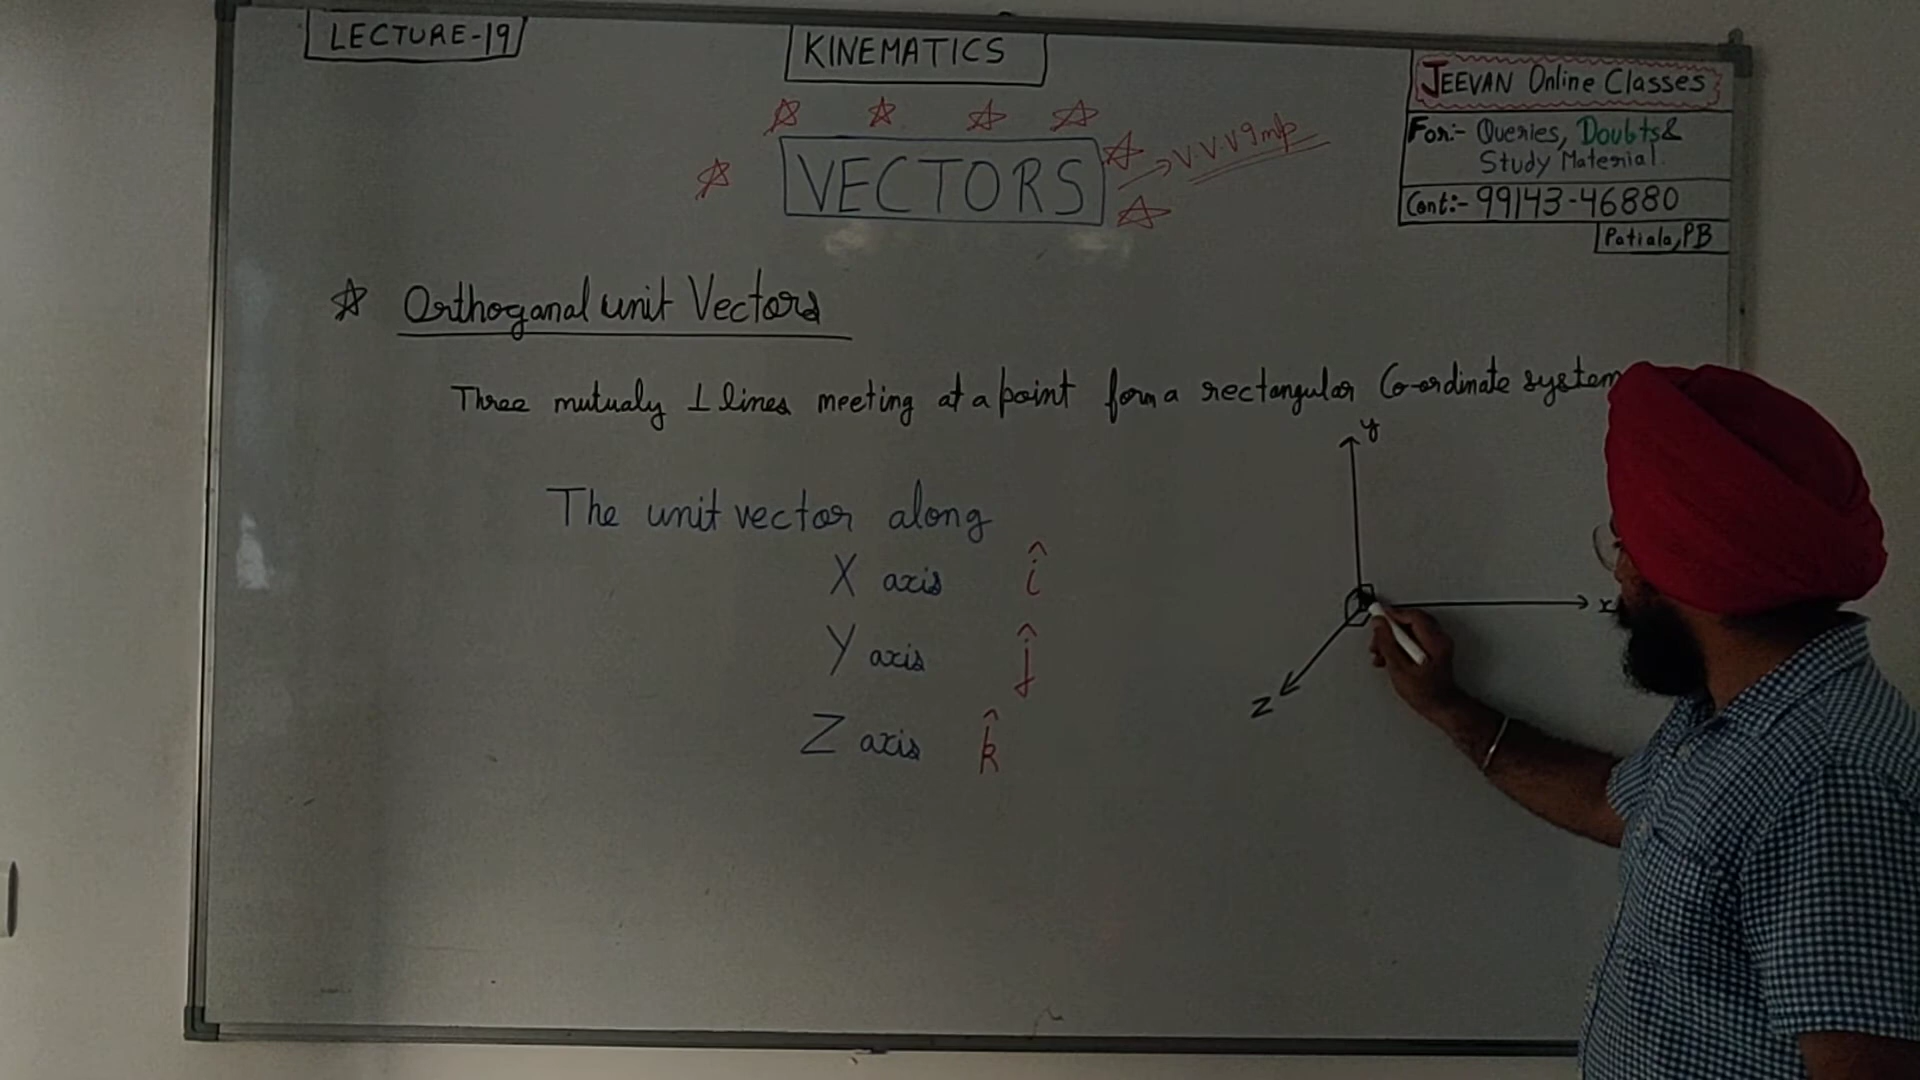 LECTURE-19
KINEMATICS
VECTORS
→ V.V.V Imp
JEEVAN Online Classes
For:- Queries, Doubts &
Study Material.
Cont:- 99143-46880
Patiala, PB
Orthoganal unit Vectors
Three mutualy ⊥ lines meeting at a point form a rectangular Co-ordinate system
The unit vector along
X axis î
Y axis ĵ
Z axis k̂
y
x
Z